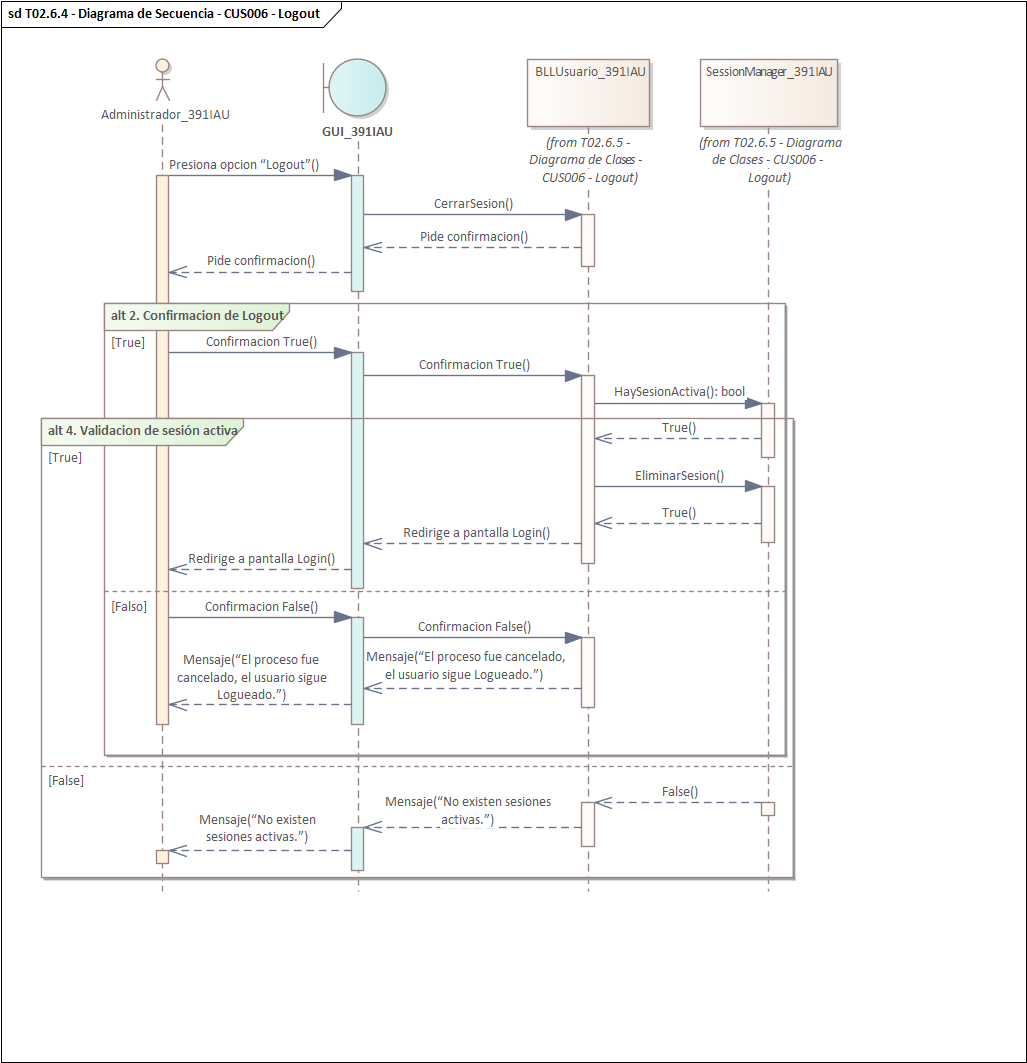 sd T02.6.4 - Diagrama de Secuencia - CUS006 - Logout
Administrador_391IAU
GUI_391IAU
BLLUsuario_391IAU
(from T02.6.5 -
Diagrama de Clases -
CUS006 - Logout)
SessionManager_391IAU
(from T02.6.5 - Diagrama
de Clases - CUS006 -
Logout)
Presiona opcion “Logout”()
CerrarSesion()
Pide confirmacion()
Pide confirmacion()
alt 2. Confirmacion de Logout
[True]
Confirmacion True()
Confirmacion True()
HaySesionActiva(): bool
alt 4. Validacion de sesión activa
[True]
True()
EliminarSesion()
True()
Redirige a pantalla Login()
Redirige a pantalla Login()
[Falso]
Confirmacion False()
Confirmacion False()
Mensaje(“El proceso fue cancelado,
el usuario sigue Logueado.”)
Mensaje(“El proceso fue
cancelado, el usuario sigue
Logueado.”)
[False]
False()
Mensaje(“No existen sesiones
activas.”)
Mensaje(“No existen
sesiones activas.”)